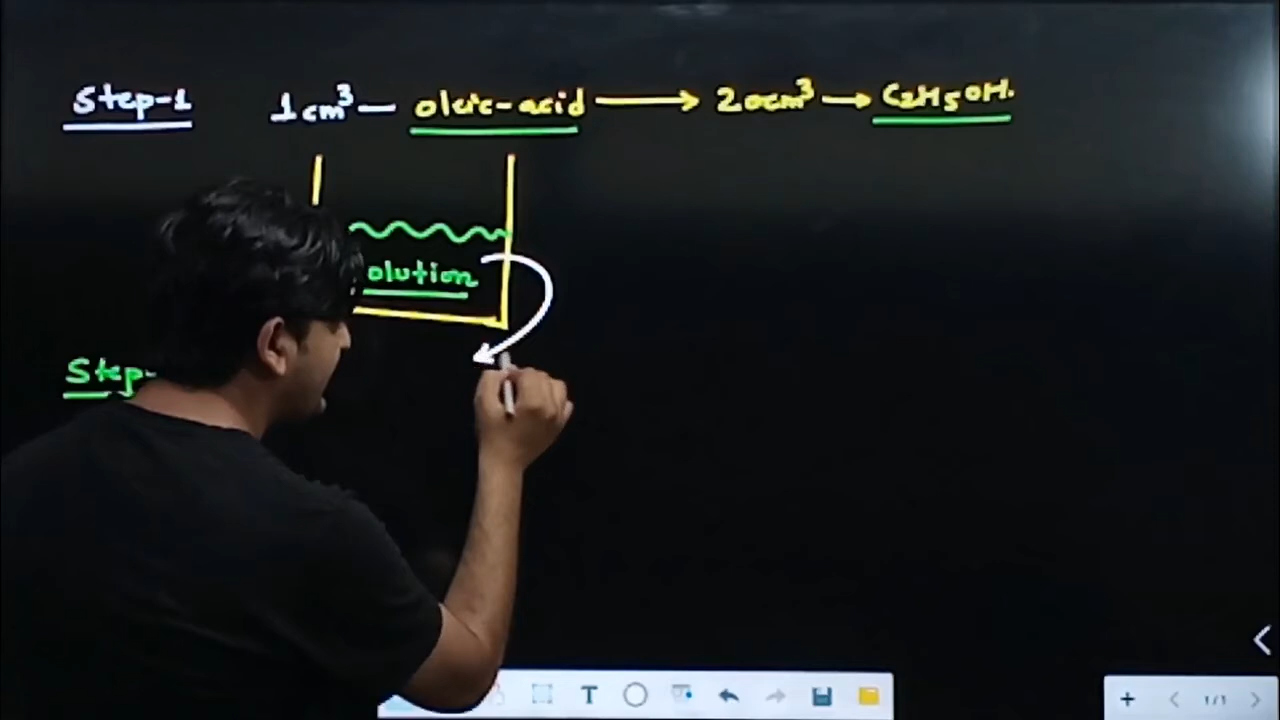 Step-1 1cm³ — oleic-acid → 20cm³ → C₂H₅OH.
olution
Step-
T
1/1